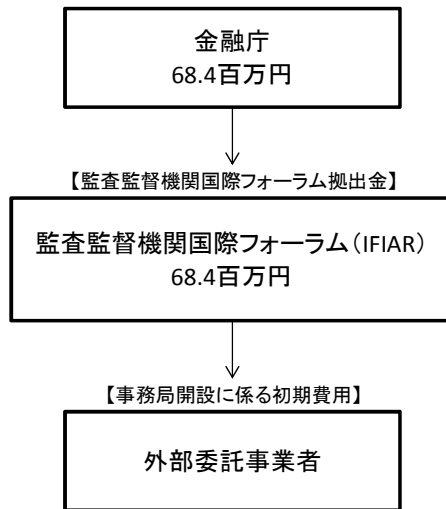 金融庁
68.4百万円
【監査監督機関国際フォーラム拠出金】
監査監督機関国際フォーラム（IFIAR）
68.4百万円
【事務局開設に係る初期費用】
外部委託事業者